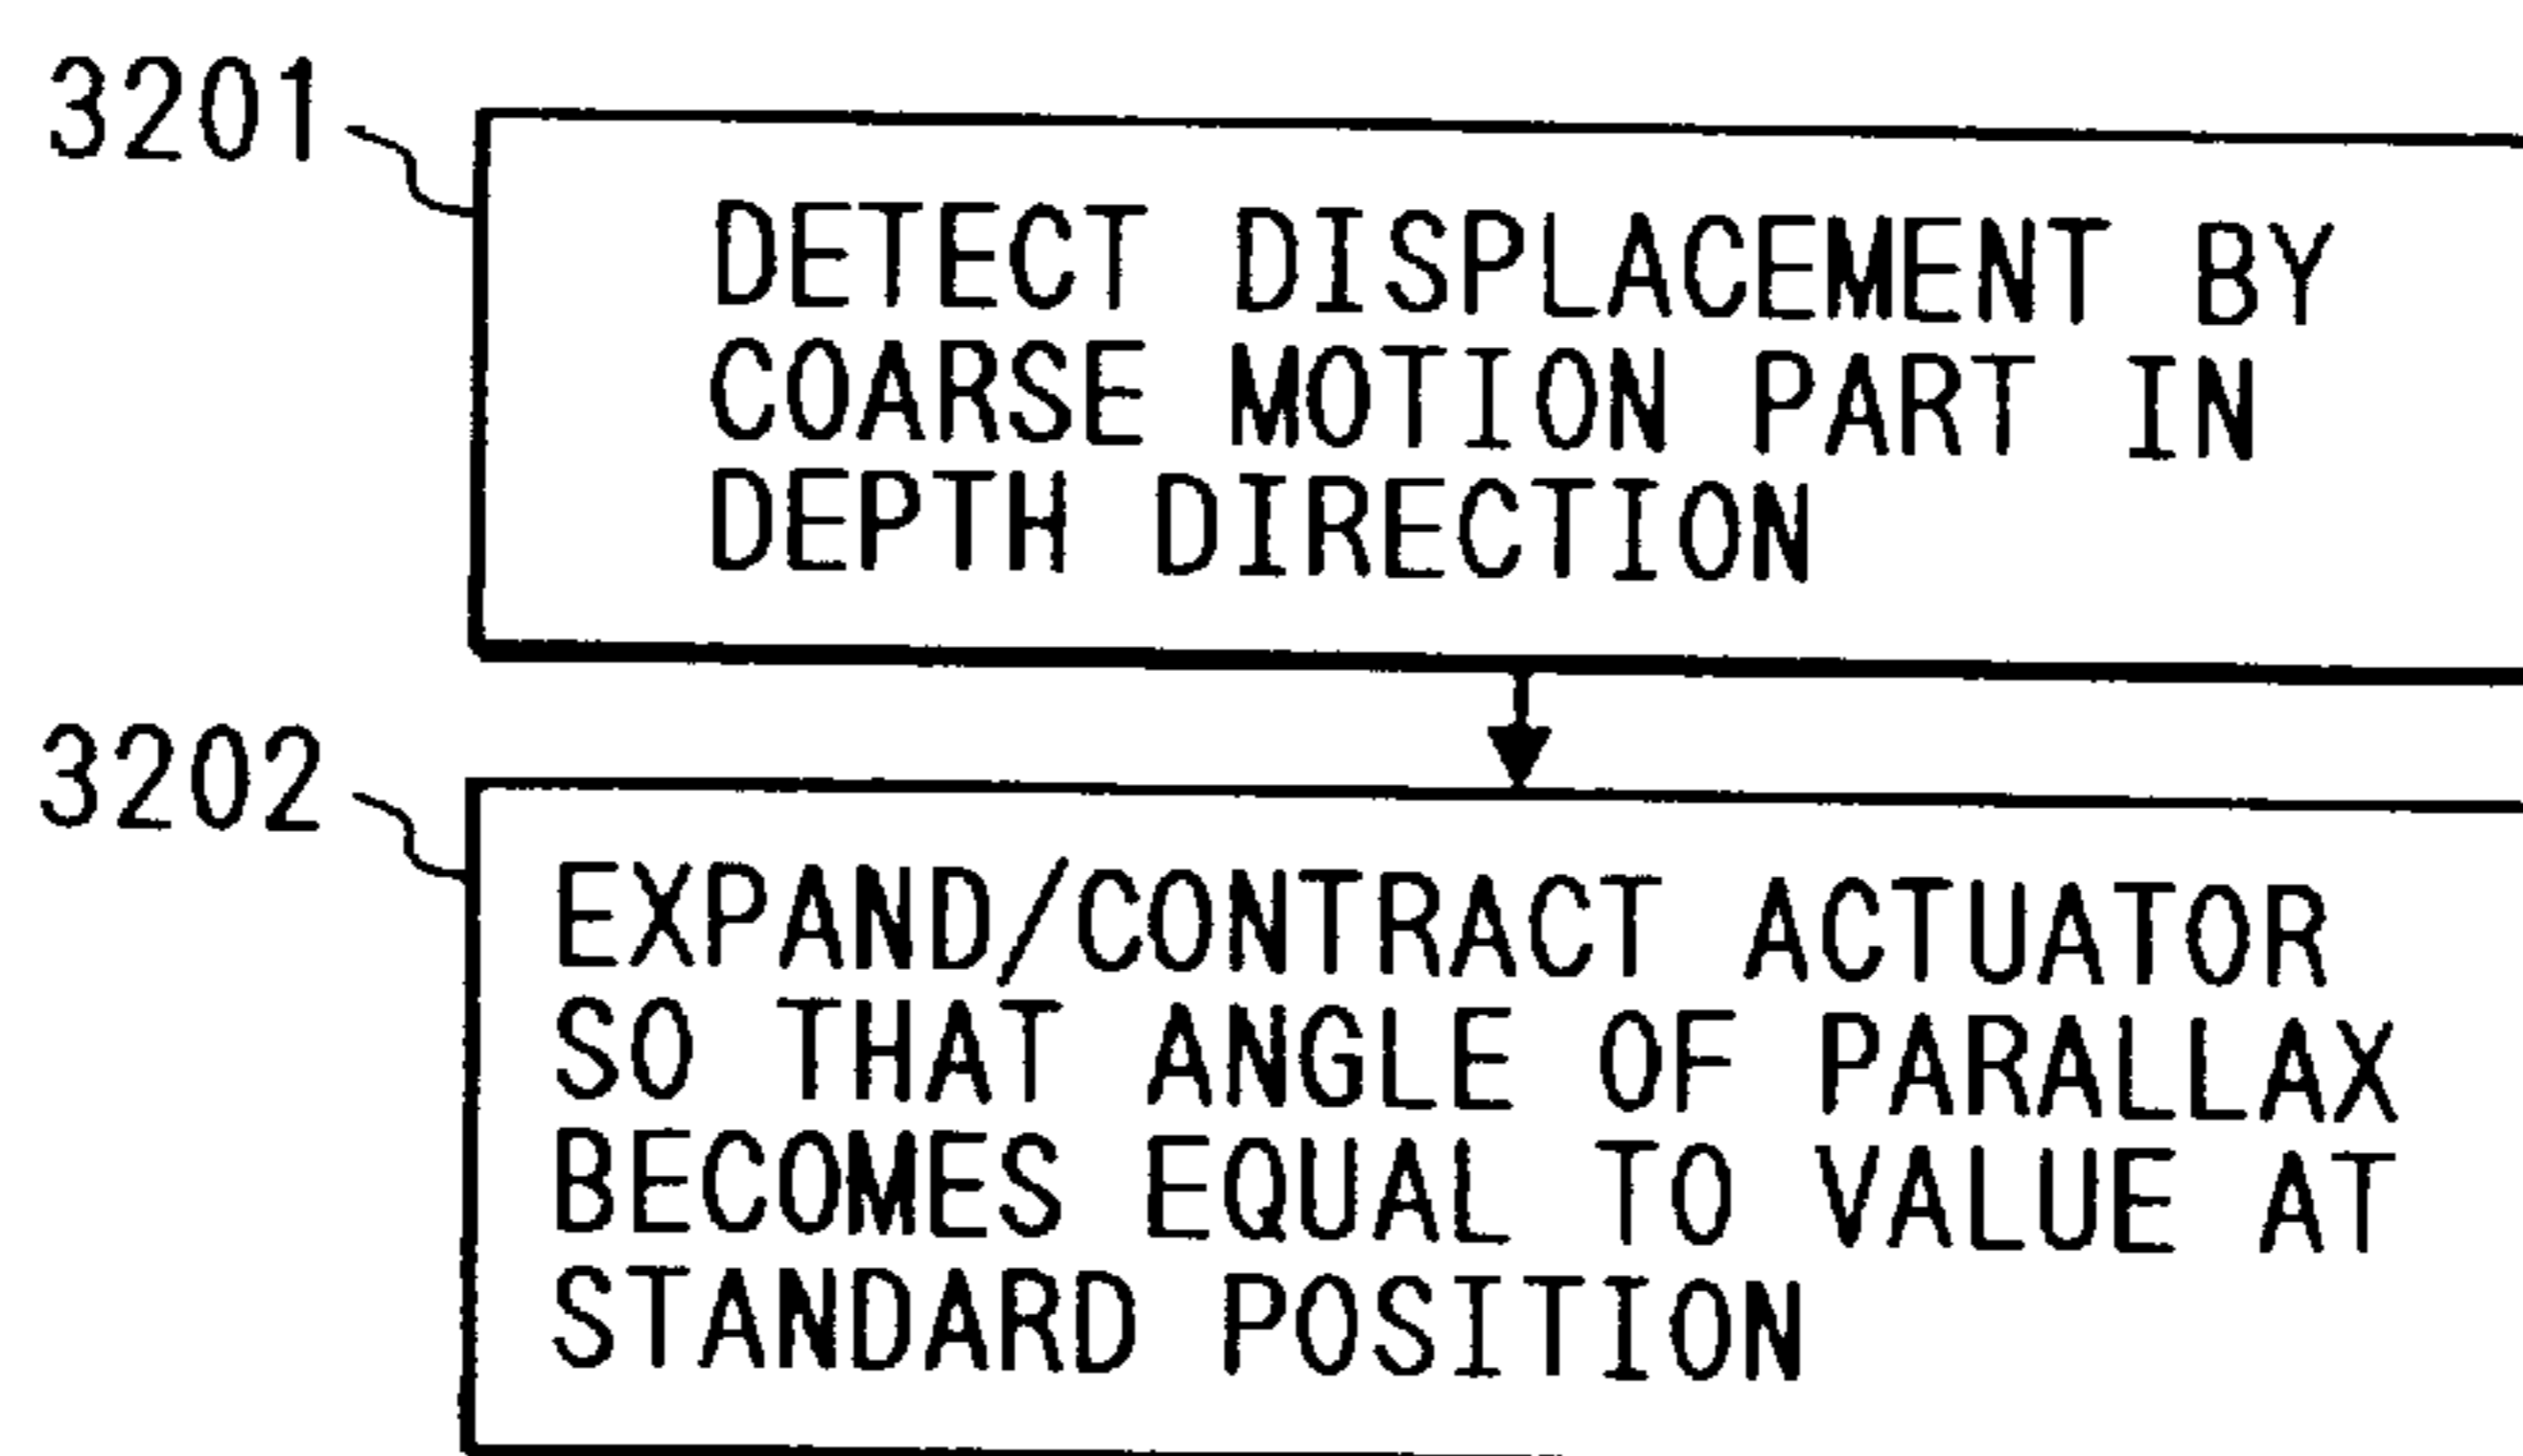 3201
DETECT DISPLACEMENT BY
COARSE MOTION PART IN
DEPTH DIRECTION
3202
EXPAND/CONTRACT ACTUATOR
SO THAT ANGLE OF PARALLAX
BECOMES EQUAL TO VALUE AT
STANDARD POSITION